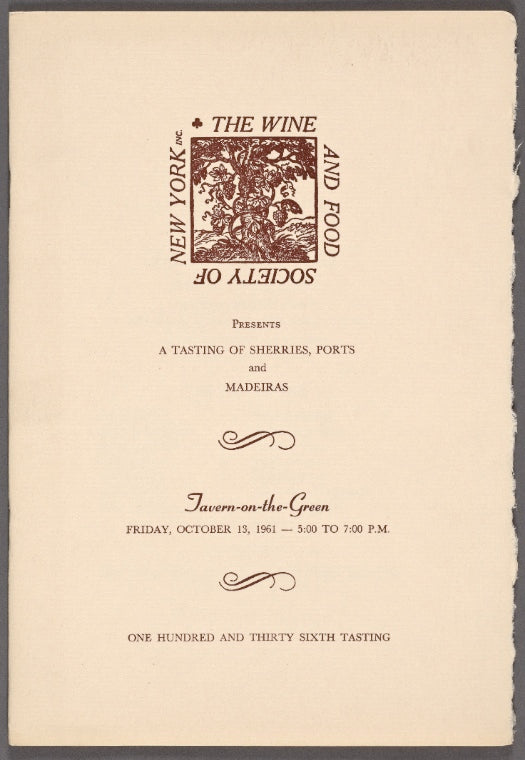 THE WINE
AND FOOD
SOCIETY OF
NEW YORK INC.
PRESENTS
A TASTING OF SHERRIES, PORTS
and
MADEIRAS
Tavern-on-the-Green
FRIDAY, OCTOBER 13, 1961 — 5:00 TO 7:00 P.M.
ONE HUNDRED AND THIRTY SIXTH TASTING